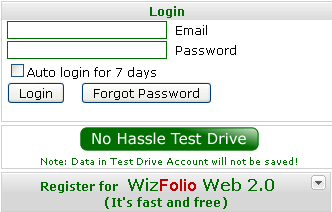 Login
Email
Password
Auto login for 7 days
Login Forgot Password
No Hassle Test Drive
Note: Data in Test Drive Account will not be saved!
Register for WizFolio Web 2.0
(It's fast and free)